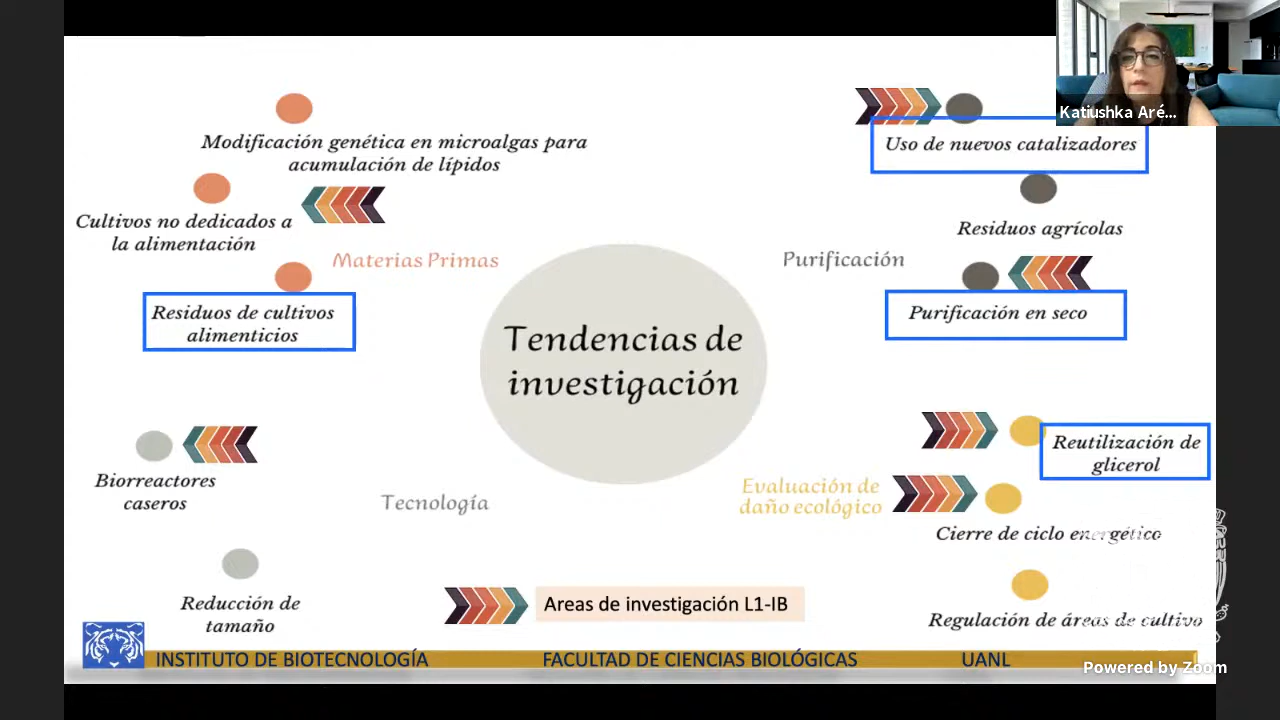 Katiushka Aré...
Modificación genética en microalgas para
acumulación de lípidos
Cultivos no dedicados a
la alimentación
Materias Primas
Residuos de cultivos
alimenticios
Uso de nuevos catalizadores
Residuos agrícolas
Purificación
Purificación en seco
Tendencias de
investigación
Biorreactores
caseros
Tecnología
Reducción de
tamaño
Reutilización de
glicerol
Evaluación de
daño ecológico
Cierre de ciclo energético
Regulación de áreas de cultivo
Areas de investigación L1-IB
INSTITUTO DE BIOTECNOLOGÍA FACULTAD DE CIENCIAS BIOLÓGICAS UANL
Powered by Zoom